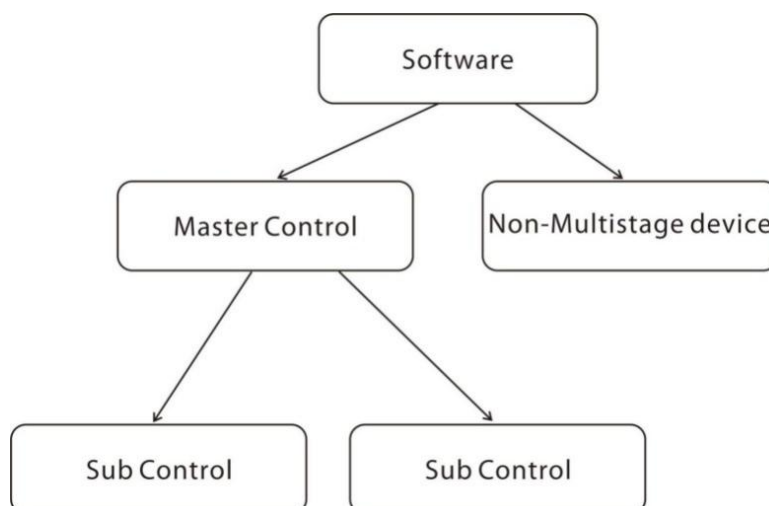 Software
Master Control
Non-Multistage device
Sub Control
Sub Control